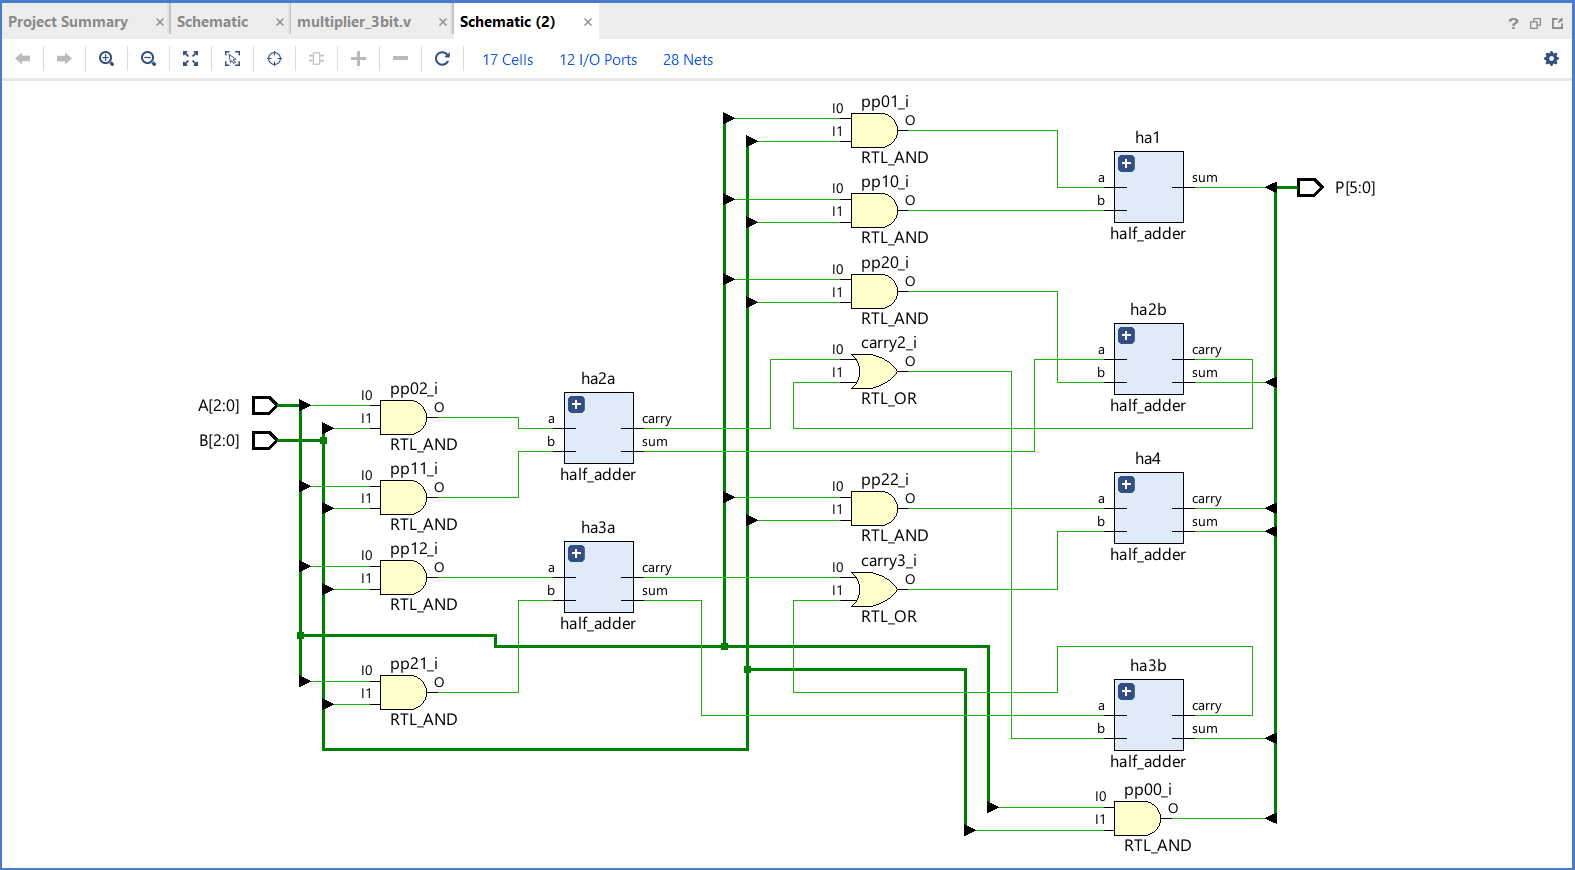 Project Summary × Schematic × multiplier_3bit.v × Schematic (2) ×
17 Cells 12 I/O Ports 28 Nets
A[2:0]
B[2:0]
pp02_i
I0
I1
O
RTL_AND
pp11_i
I0
I1
O
RTL_AND
pp12_i
I0
I1
O
RTL_AND
pp21_i
I0
I1
O
RTL_AND
ha2a
a
b
carry
sum
half_adder
ha3a
a
b
carry
sum
half_adder
pp01_i
I0
I1
O
RTL_AND
pp10_i
I0
I1
O
RTL_AND
pp20_i
I0
I1
O
RTL_AND
carry2_i
I0
I1
O
RTL_OR
pp22_i
I0
I1
O
RTL_AND
carry3_i
I0
I1
O
RTL_OR
ha1
a
b
sum
half_adder
ha2b
a
b
carry
sum
half_adder
ha4
a
b
carry
sum
half_adder
ha3b
a
b
carry
sum
half_adder
pp00_i
I0
I1
O
RTL_AND
P[5:0]